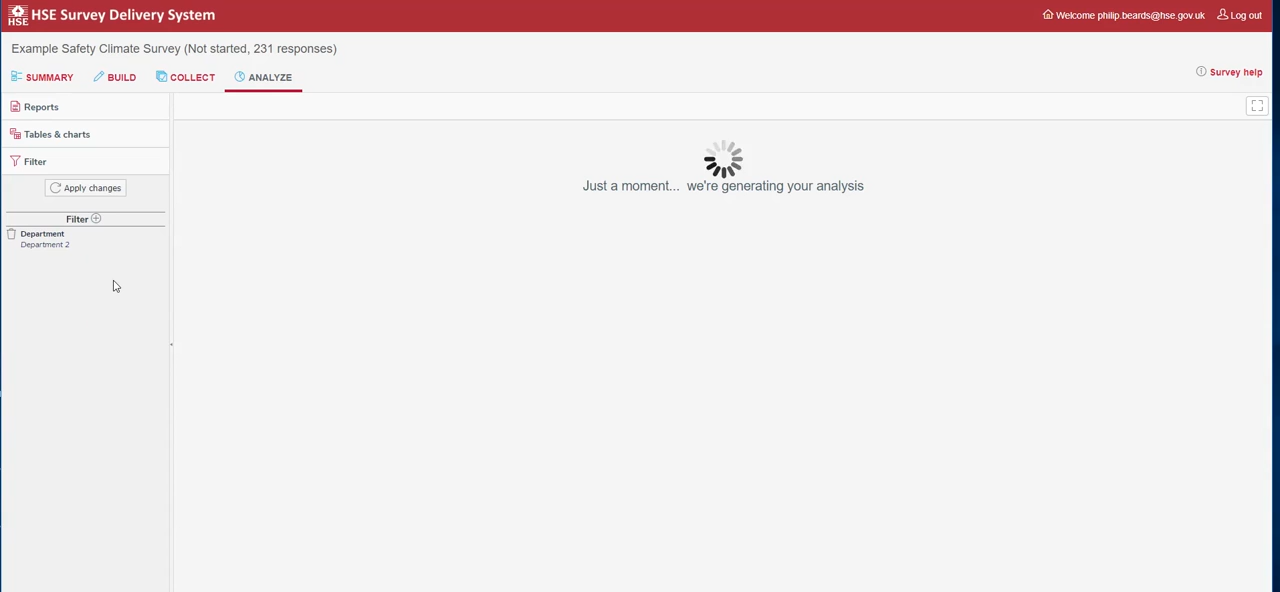 HSE HSE Survey Delivery System
Welcome philip.beards@hse.gov.uk Log out
Example Safety Climate Survey (Not started, 231 responses)
SUMMARY BUILD COLLECT ANALYZE
Survey help
Reports
Tables & charts
Filter
Apply changes
Filter
Department
Department 2
Just a moment... we're generating your analysis